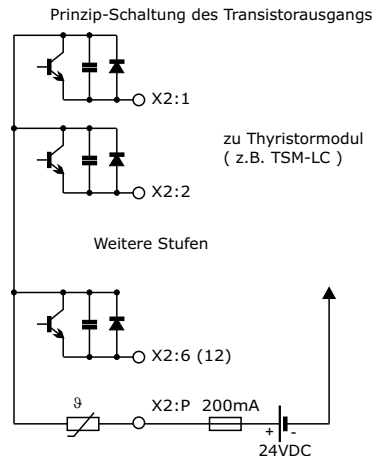 Prinzip-Schaltung des Transistorausgangs
X2:1
zu Thyristormodul
( z.B. TSM-LC )
X2:2
Weitere Stufen
X2:6 (12)
ϑ
X2:P 200mA
+ -
24VDC